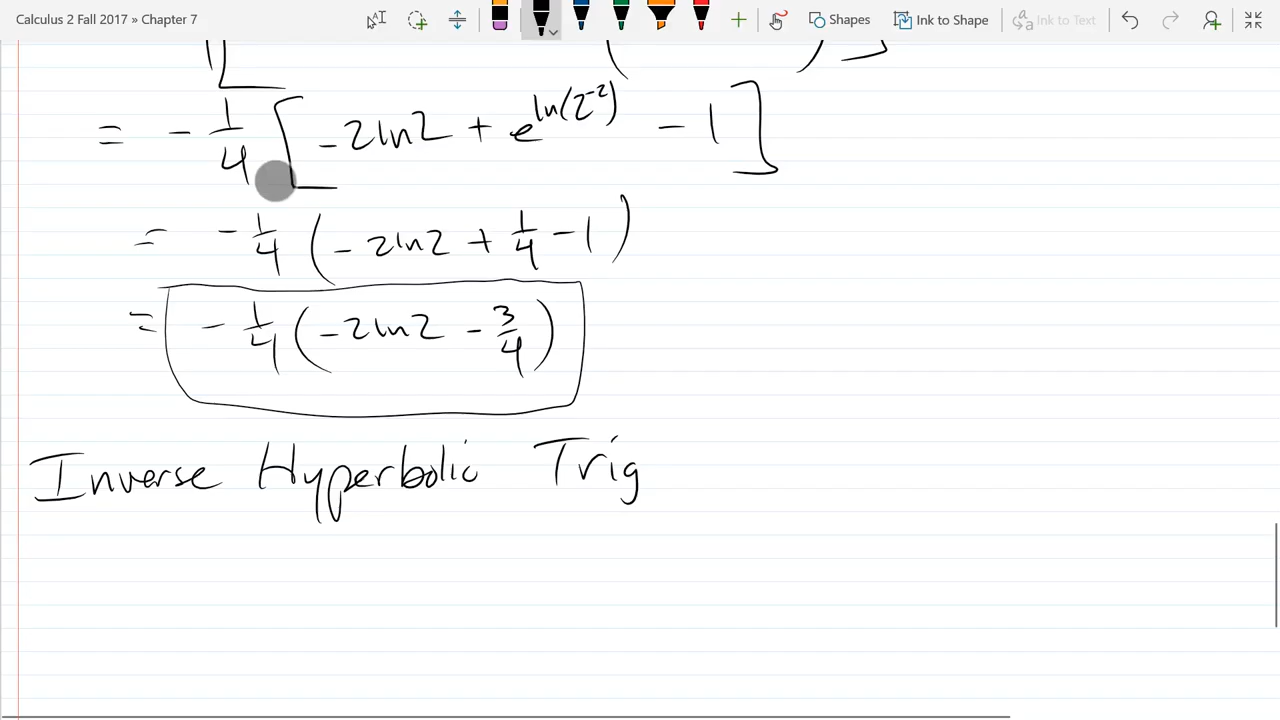 Calculus 2 Fall 2017 » Chapter 7
Shapes Ink to Shape Ink to Text
= - 1/4 [ -2ln2 + e^ln(2^-2) - 1 ]
= - 1/4 ( -2ln2 + 1/4 - 1 )
= - 1/4 ( -2ln2 - 3/4 )
Inverse Hyperbolic Trig